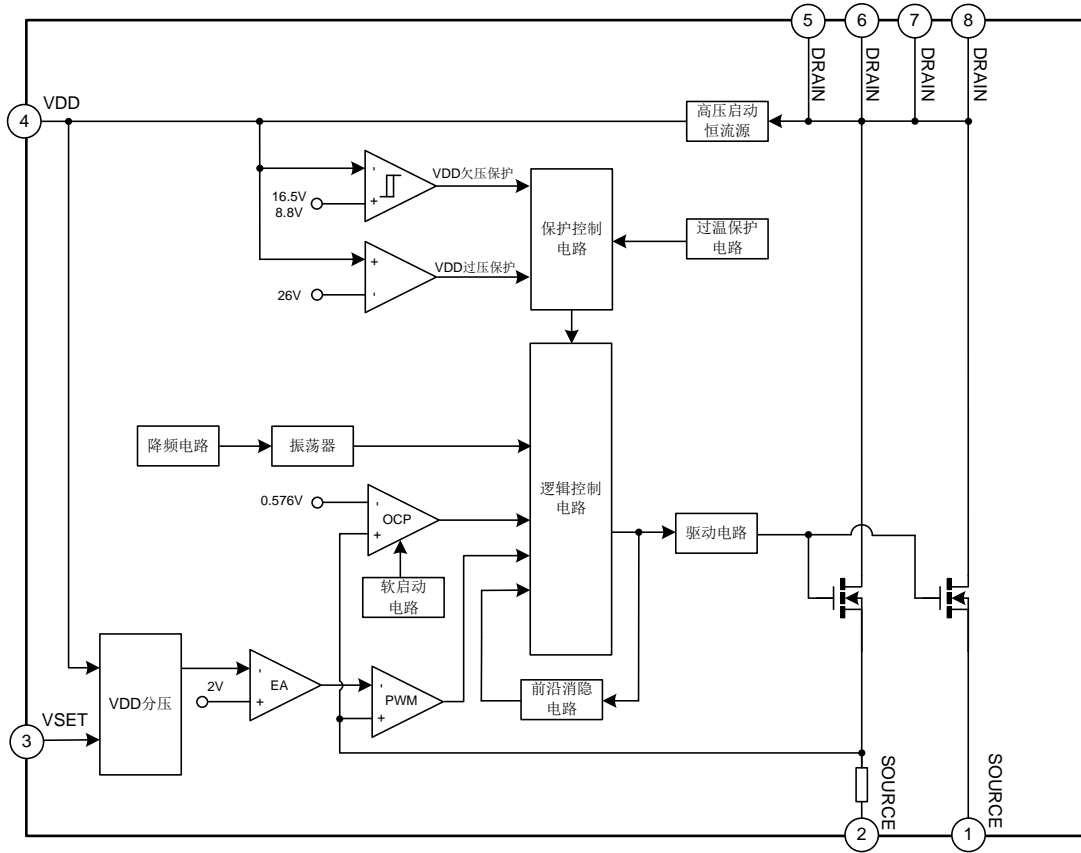 5
6
7
8
DRAIN
DRAIN
DRAIN
DRAIN
4
VDD
高压启动
恒流源
-
+
16.5V
8.8V
VDD欠压保护
保护控制
电路
过温保护
电路
+
-
26V
VDD过压保护
降频电路
振荡器
逻辑控制
电路
0.576V
-
OCP
+
驱动电路
软启动
电路
VDD分压
2V
-
EA
+
-
PWM
+
前沿消隐
电路
3
VSET
SOURCE
SOURCE
2
1